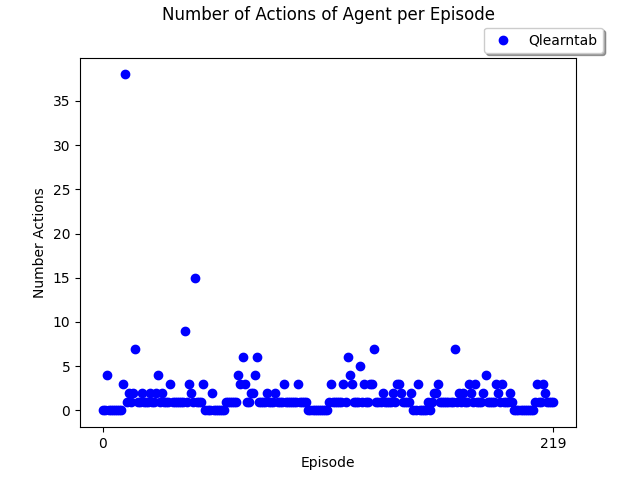 Number of Actions of Agent per Episode
Qlearntab
35
30
25
20
15
10
5
0
Number Actions
0
219
Episode